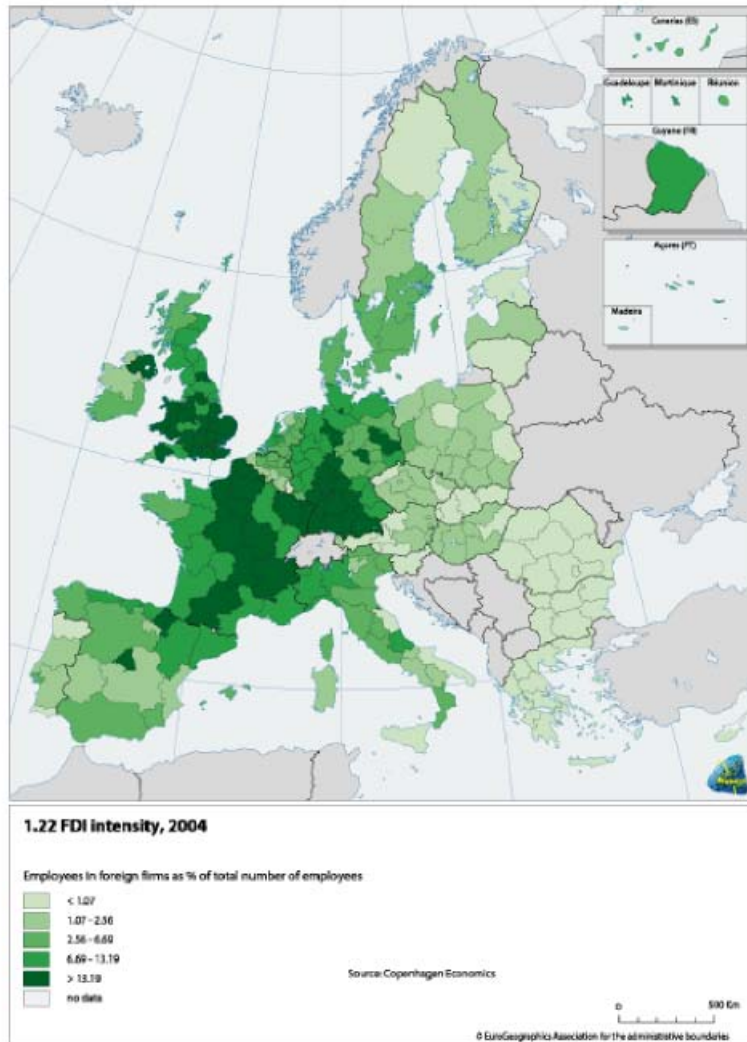 Canarias (ES)
Guadeloupe Martinique Réunion
Guyane (FR)
Açores (PT)
Madeira
1.22 FDI intensity, 2004
Employees in foreign firms as % of total number of employees
< 1.07
1.07 - 2.56
2.56 - 6.69
6.69 - 13.19
> 13.19
no data
Source: Copenhagen Economics
0 500 Km
© EuroGeographics Association for the administrative boundaries